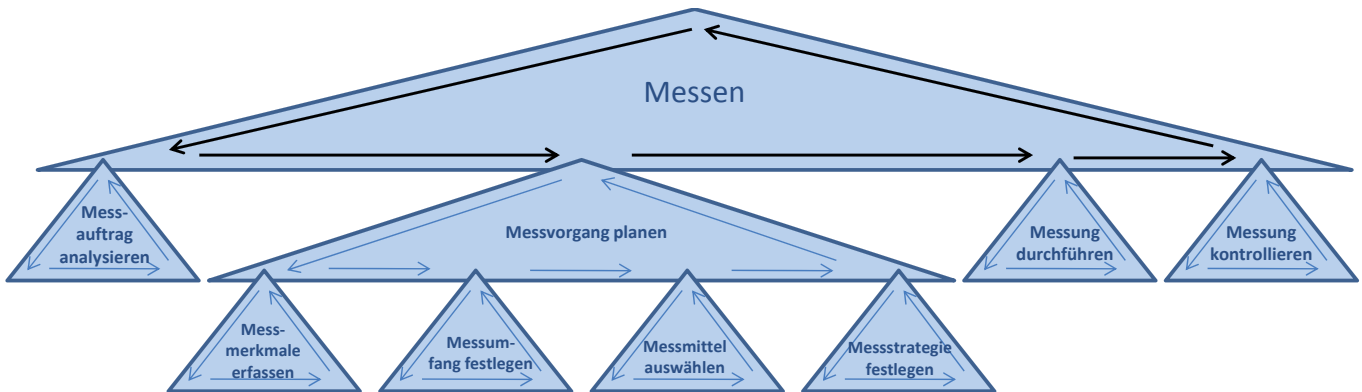 Messen
Mess-
auftrag
analysieren
Messvorgang planen
Messung
durchführen
Messung
kontrollieren
Mess-
merkmale
erfassen
Messum-
fang festlegen
Messmittel
auswählen
Messstrategie
festlegen